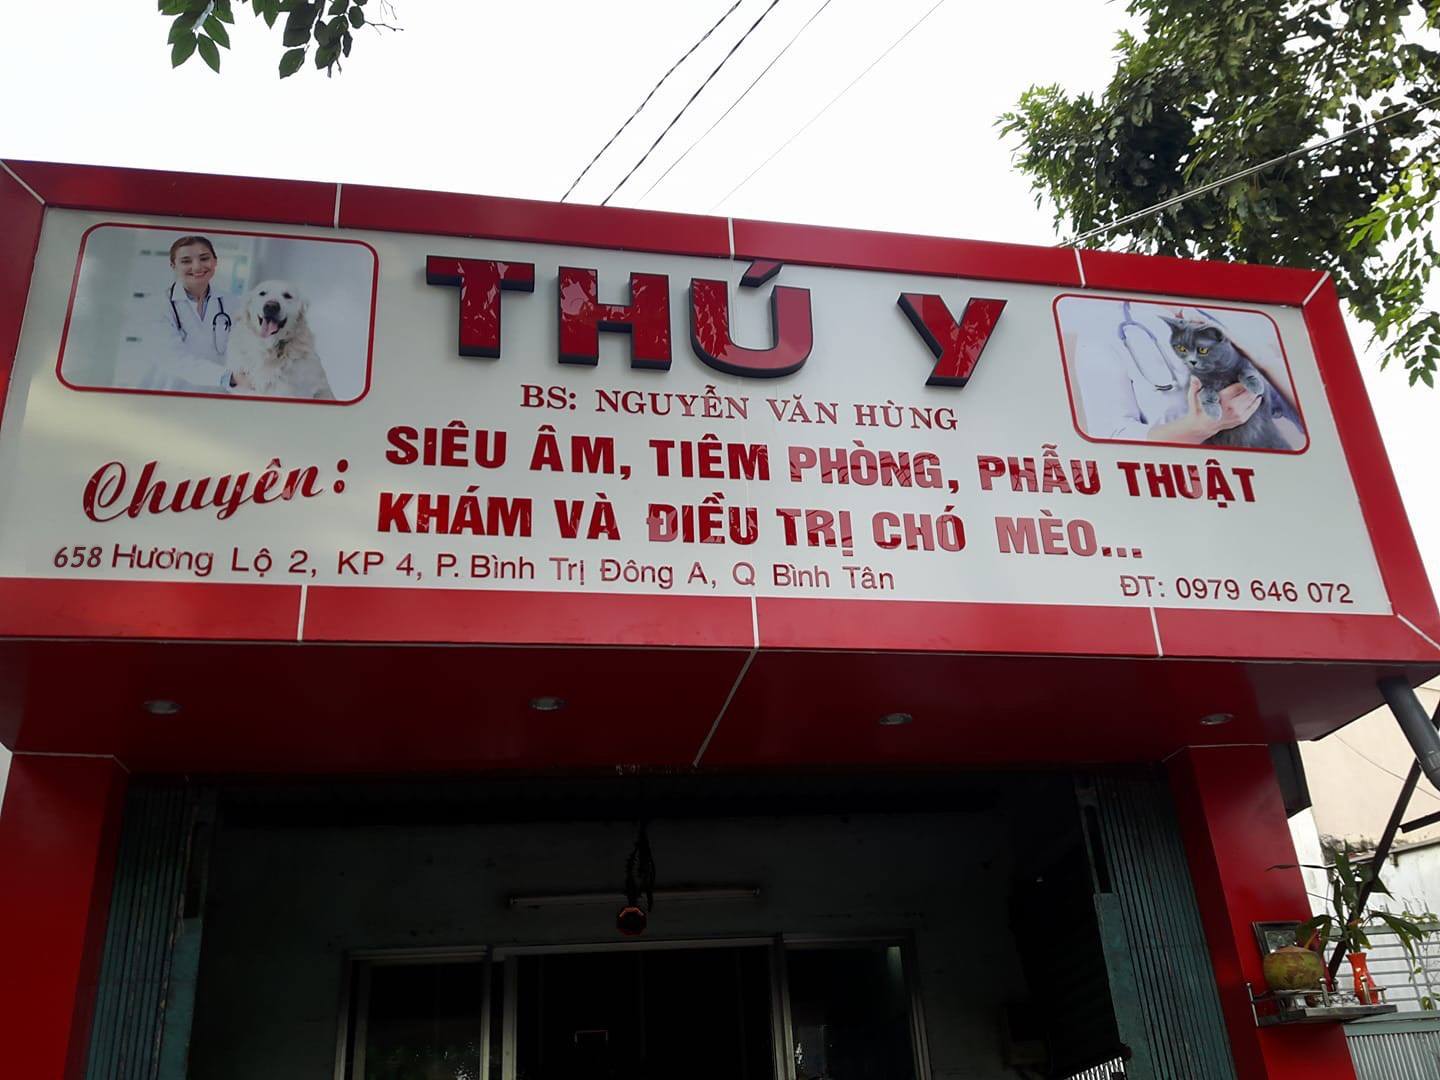 THÚ Y
BS: NGUYỄN VĂN HÙNG
Chuyên: SIÊU ÂM, TIÊM PHÒNG, PHẪU THUẬT
KHÁM VÀ ĐIỀU TRỊ CHÓ MÈO...
658 Hương Lộ 2, KP 4, P. Bình Trị Đông A, Q Bình Tân
ĐT: 0979 646 072